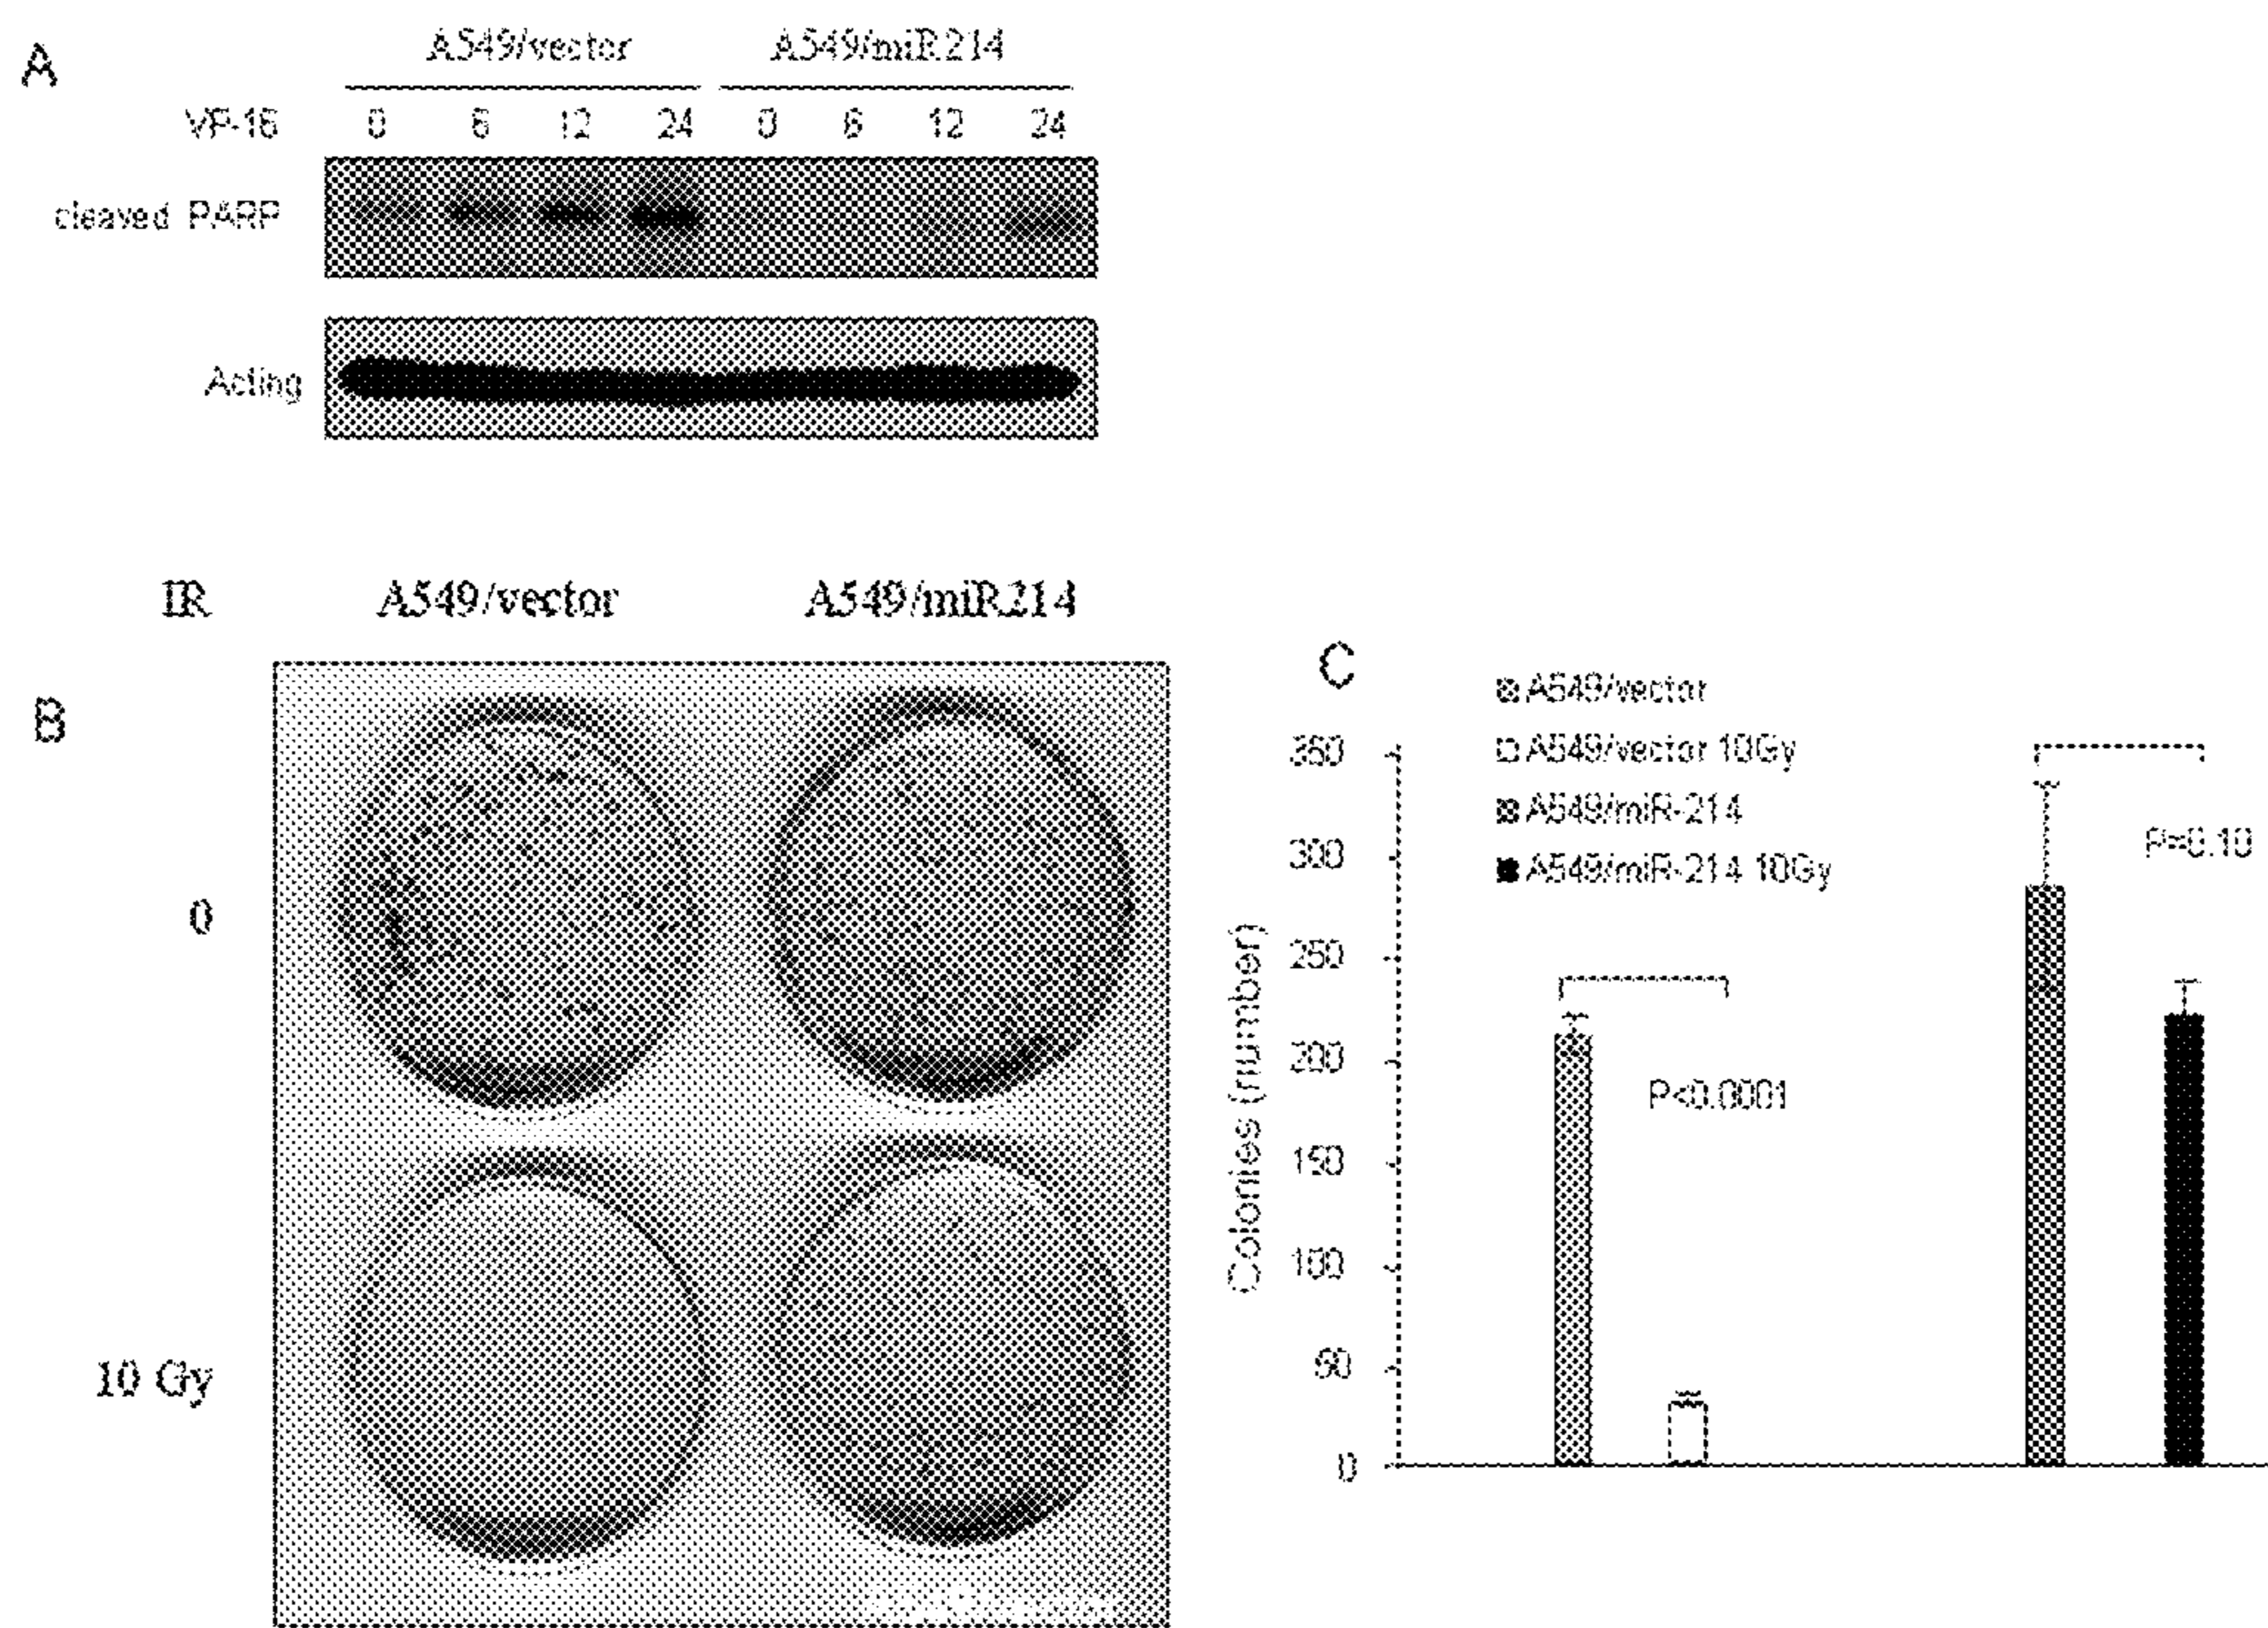 A
A549/vector A549/miR214
VP-16 0 6 12 24 0 6 12 24
cleaved PARP
Acting
IR A549/vector A549/miR214
B
0
10 Gy
C
A549/vector
A549/vector 10Gy
A549/miR-214
A549/miR-214 10Gy
Colonies (number)
350
300
250
200
150
100
50
0
P<0.0001
P=0.10